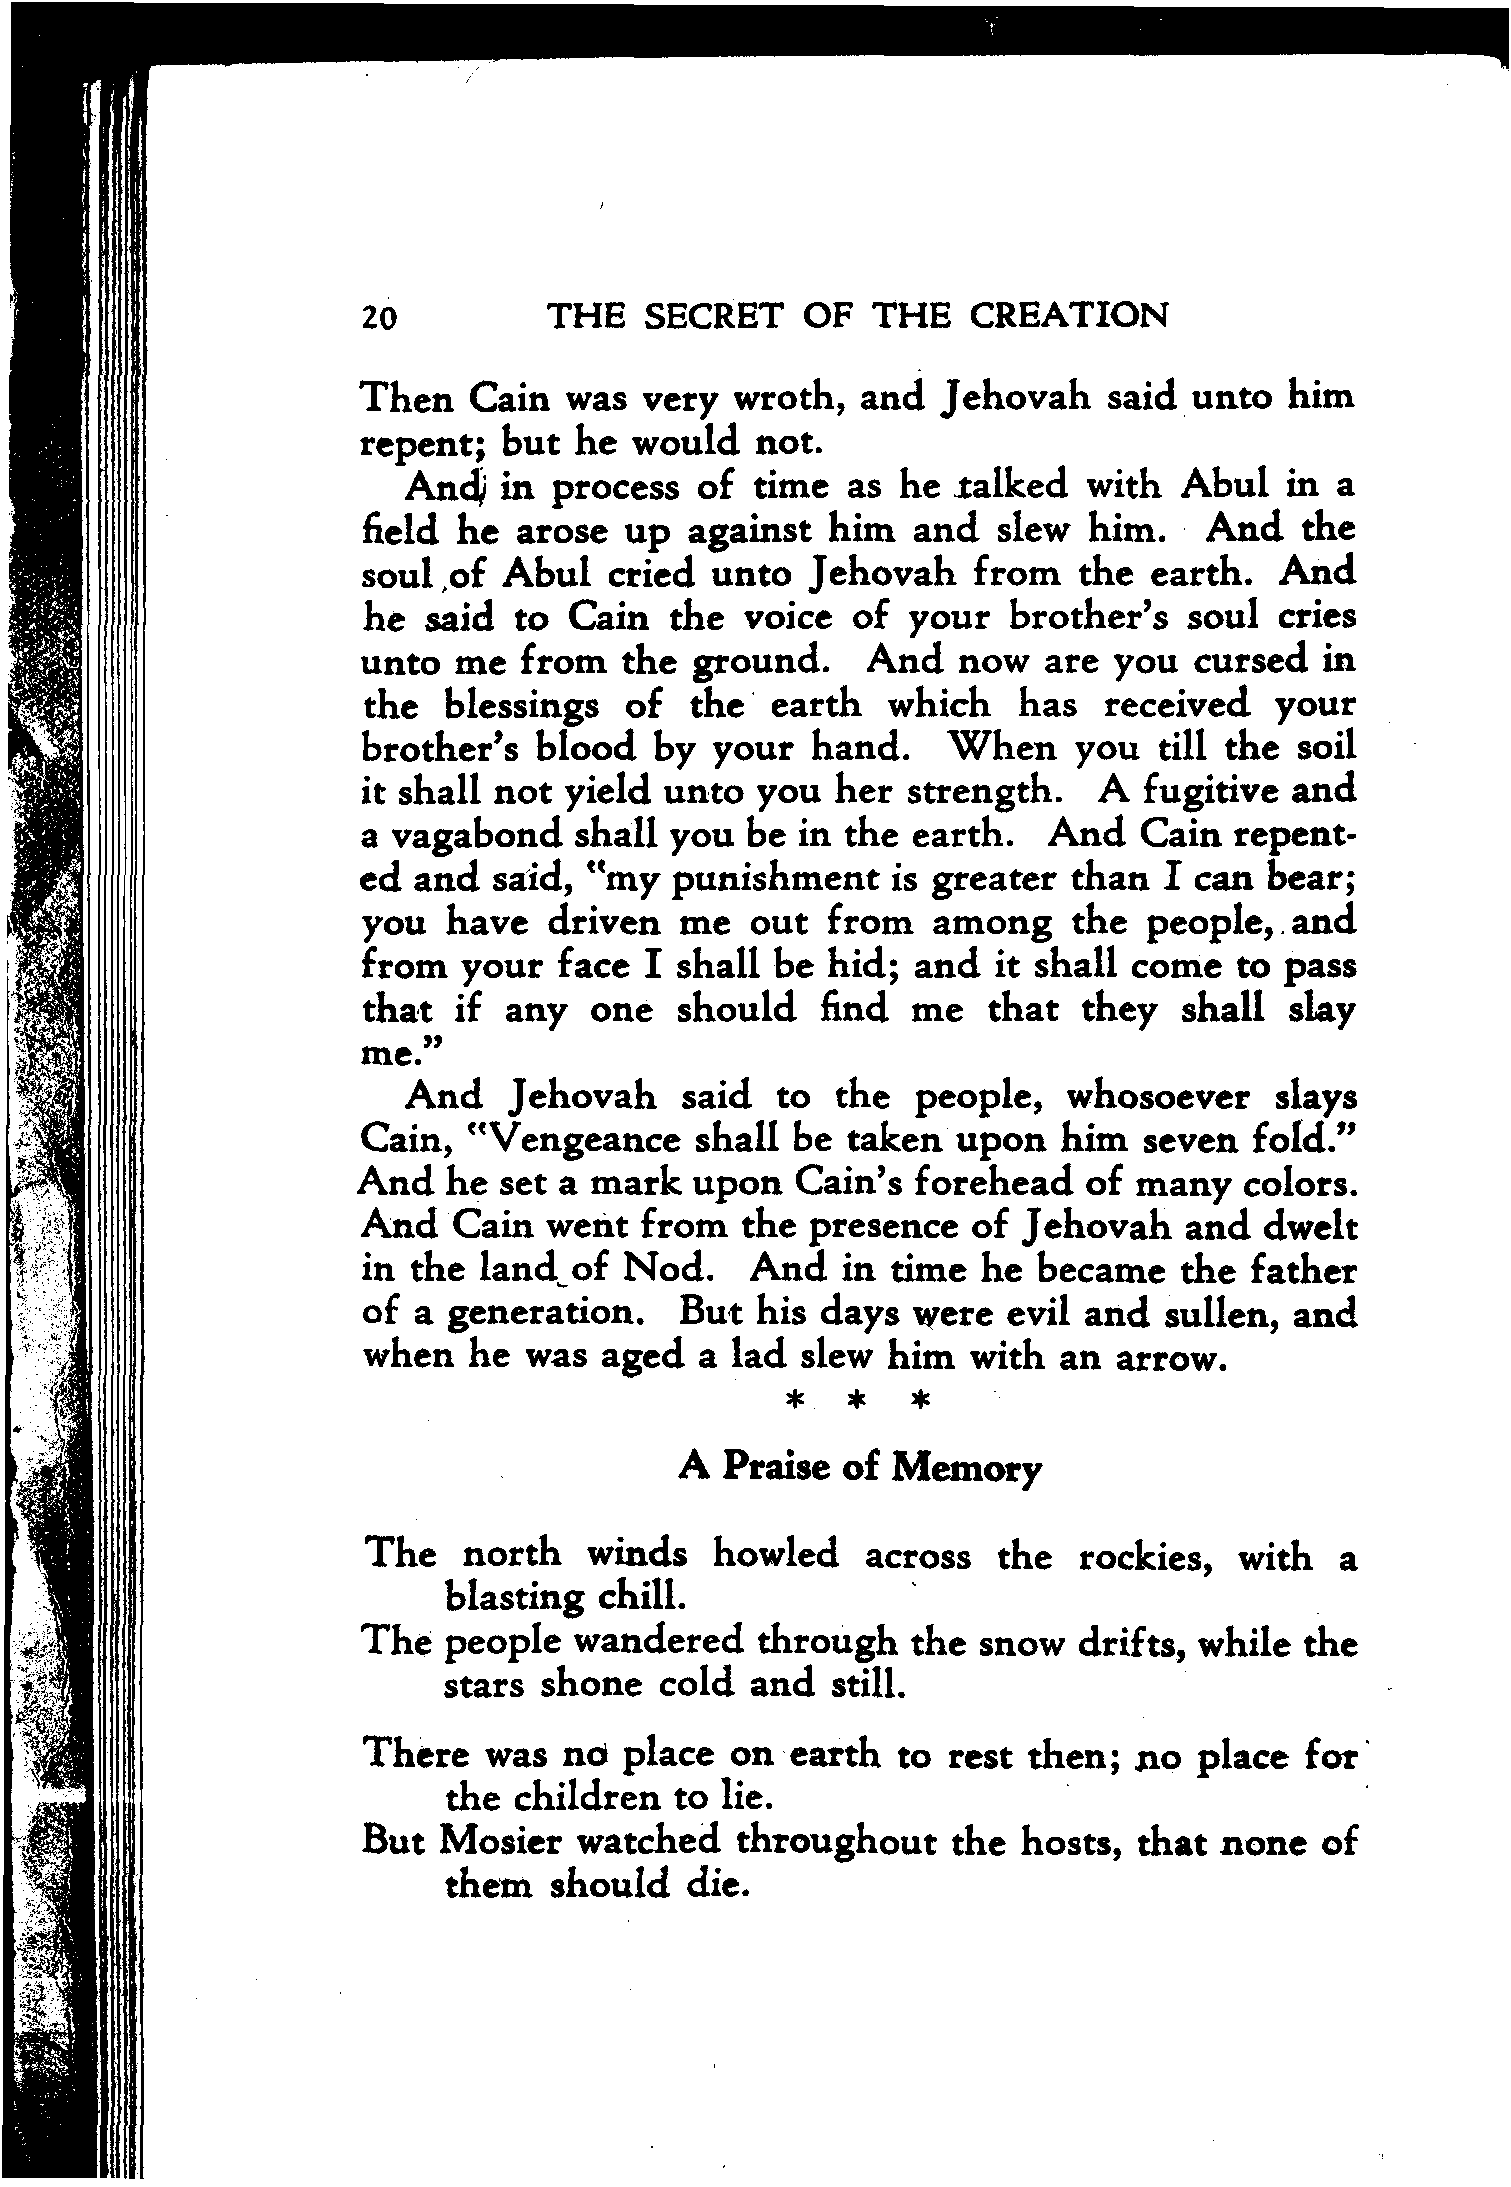 20 THE SECRET OF THE CREATION
Then Cain was very wroth, and Jehovah said unto him
repent; but he would not.
And in process of time as he talked with Abul in a
field he arose up against him and slew him. And the
soul of Abul cried unto Jehovah from the earth. And
he said to Cain the voice of your brother's soul cries
unto me from the ground. And now are you cursed in
the blessings of the earth which has received your
brother's blood by your hand. When you till the soil
it shall not yield unto you her strength. A fugitive and
a vagabond shall you be in the earth. And Cain repent-
ed and said, "my punishment is greater than I can bear;
you have driven me out from among the people, and
from your face I shall be hid; and it shall come to pass
that if any one should find me that they shall slay
me."
And Jehovah said to the people, whosoever slays
Cain, "Vengeance shall be taken upon him seven fold."
And he set a mark upon Cain's forehead of many colors.
And Cain went from the presence of Jehovah and dwelt
in the land of Nod. And in time he became the father
of a generation. But his days were evil and sullen, and
when he was aged a lad slew him with an arrow.
* * *
A Praise of Memory
The north winds howled across the rockies, with a
blasting chill.
The people wandered through the snow drifts, while the
stars shone cold and still.
There was no place on earth to rest then; no place for
the children to lie.
But Mosier watched throughout the hosts, that none of
them should die.